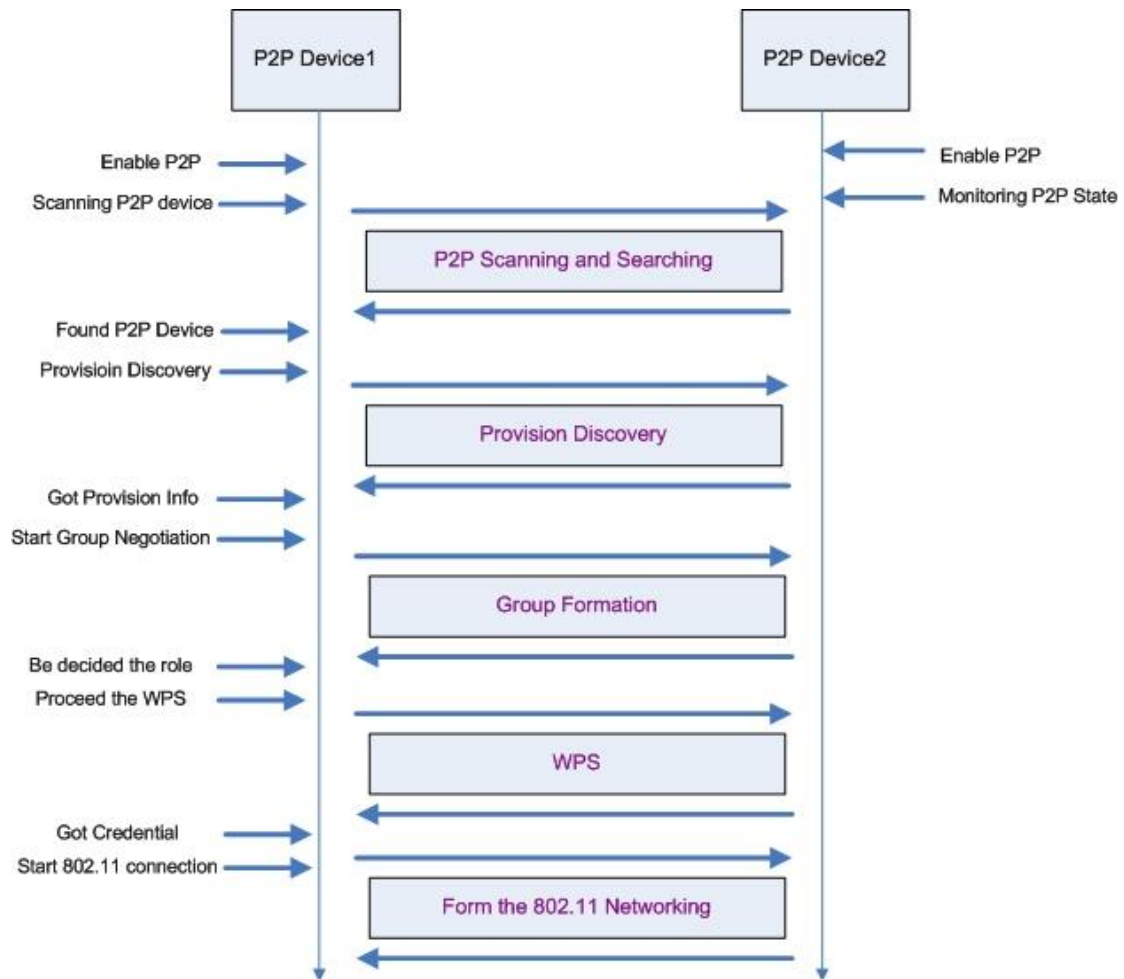 P2P Device1
P2P Device2
Enable P2P
Enable P2P
Scanning P2P device
Monitoring P2P State
P2P Scanning and Searching
Found P2P Device
Provisioin Discovery
Provision Discovery
Got Provision Info
Start Group Negotiation
Group Formation
Be decided the role
Proceed the WPS
WPS
Got Credential
Start 802.11 connection
Form the 802.11 Networking